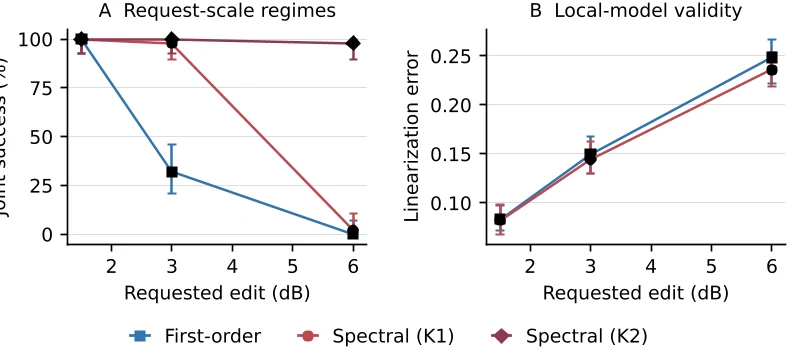 A Request-scale regimes
Joint success (%)
100
75
50
25
0
2 3 4 5 6
Requested edit (dB)
B Local-model validity
Linearization error
0.25
0.20
0.15
0.10
2 3 4 5 6
Requested edit (dB)
First-order Spectral (K1) Spectral (K2)